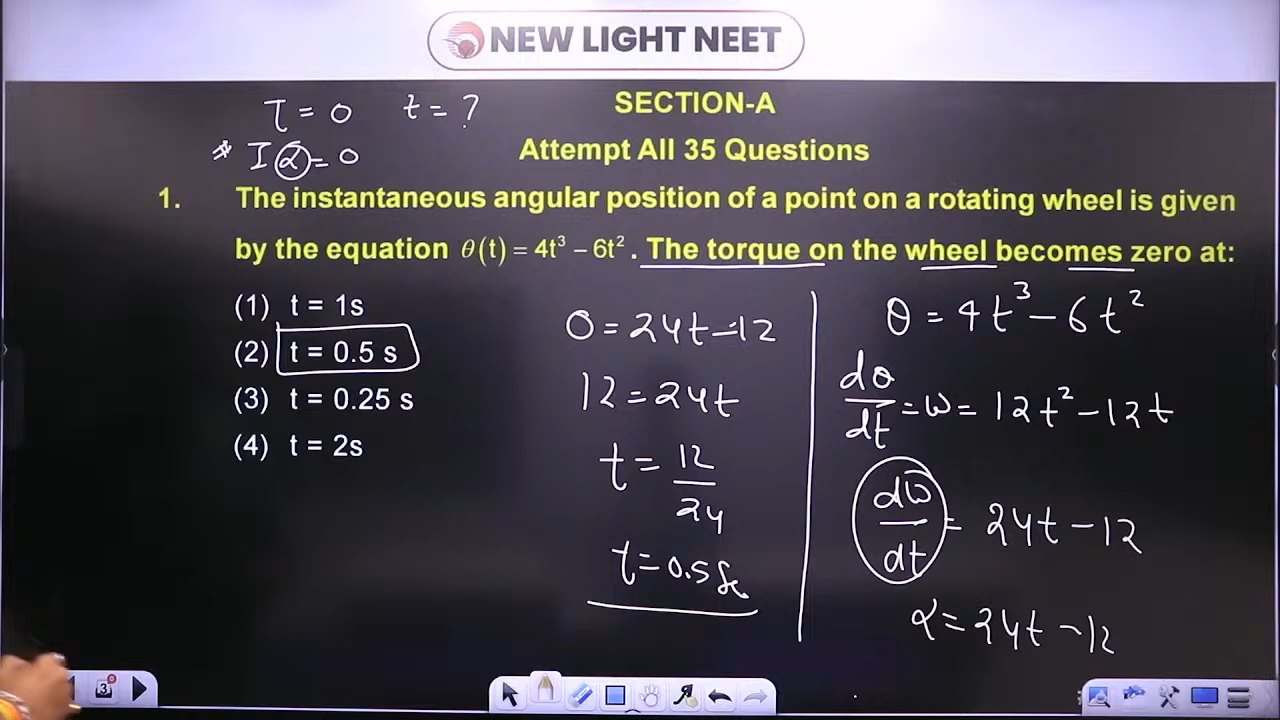 NEW LIGHT NEET
τ = 0 t = ?
* Iα = 0
SECTION-A
Attempt All 35 Questions
1. The instantaneous angular position of a point on a rotating wheel is given
by the equation θ(t) = 4t³ – 6t². The torque on the wheel becomes zero at:
(1) t = 1s
(2) t = 0.5 s
(3) t = 0.25 s
(4) t = 2s
0 = 24t – 12
12 = 24t
t = 12/24
t = 0.5 Sec
θ = 4t³ – 6t²
dθ/dt = ω = 12t² – 12t
dω/dt = 24t – 12
α = 24t – 12
3